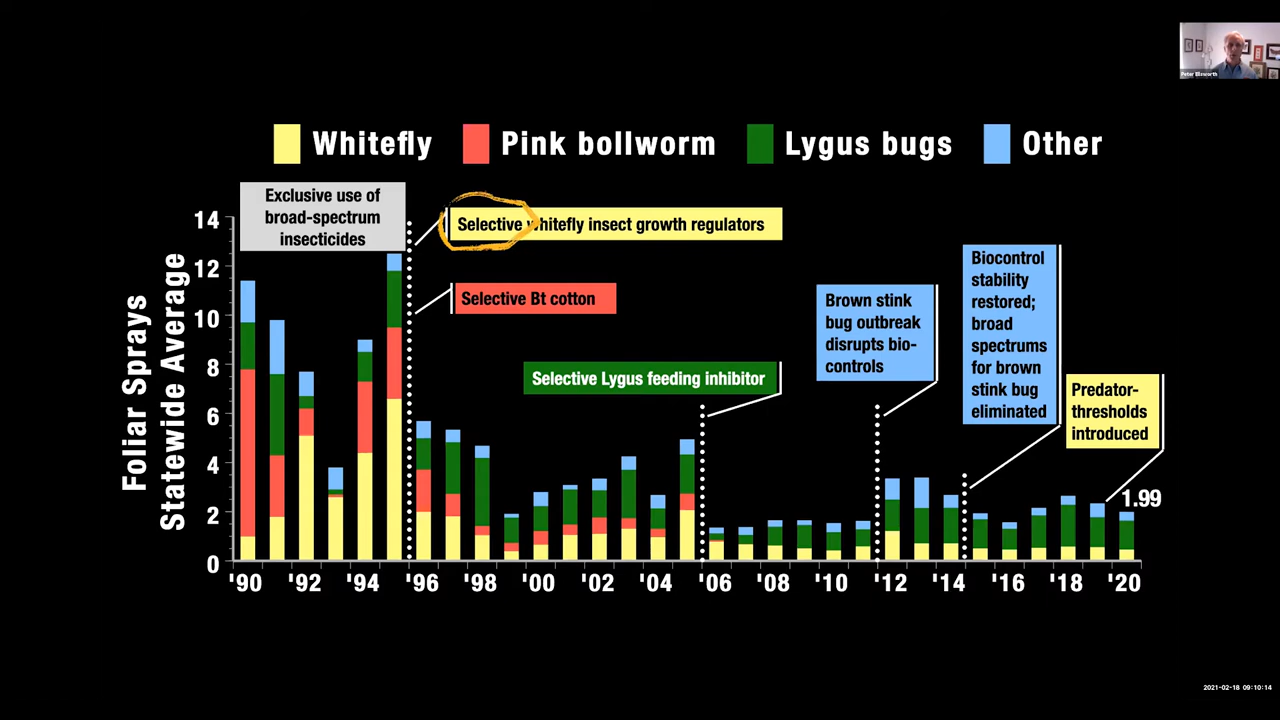 Peter Ellsworth
Whitefly
Pink bollworm
Lygus bugs
Other
Exclusive use of
broad-spectrum
insecticides
Selective whitefly insect growth regulators
Selective Bt cotton
Selective Lygus feeding inhibitor
Brown stink
bug outbreak
disrupts bio-
controls
Biocontrol
stability
restored;
broad
spectrums
for brown
stink bug
eliminated
Predator-
thresholds
introduced
1.99
Foliar Sprays
Statewide Average
14
12
10
8
6
4
2
0
'90 '92 '94 '96 '98 '00 '02 '04 '06 '08 '10 '12 '14 '16 '18 '20
2021-02-18 09:10:14